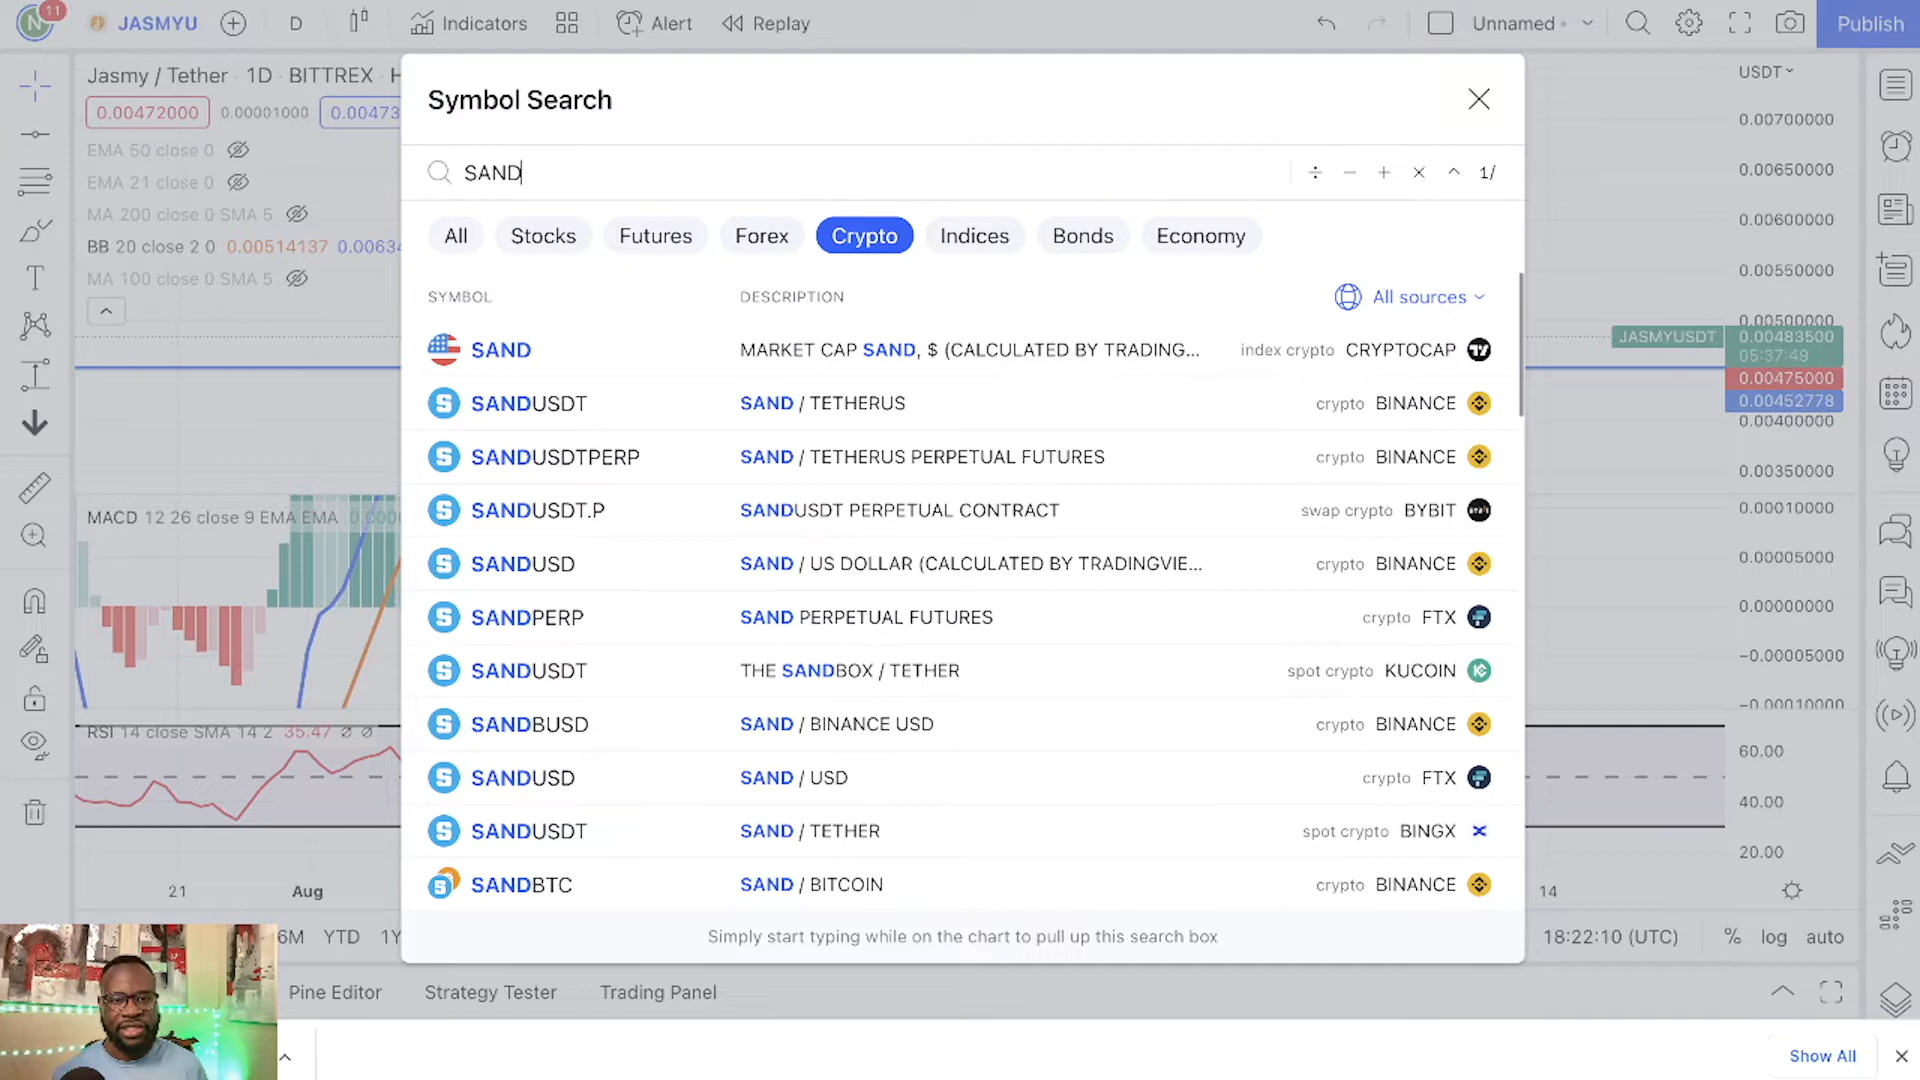 N 11 JASMYU D Indicators Alert Replay Unnamed Publish
Jasmy / Tether · 1D · BITTREX · H
0.00472000 0.00001000 0.00473
EMA 50 close 0
EMA 21 close 0
MA 200 close 0 SMA 5
BB 20 close 2 0 0.00514137 0.00634
MA 100 close 0 SMA 5
MACD 12 26 close 9 EMA EMA
RSI 14 close SMA 14 2 35.47 ∅ ∅
21 Aug
6M YTD 1Y
Symbol Search
SAND
÷ − + × ^ 1/
All Stocks Futures Forex Crypto Indices Bonds Economy
SYMBOL DESCRIPTION All sources
SAND MARKET CAP SAND, $ (CALCULATED BY TRADING... index crypto CRYPTOCAP
SANDUSDT SAND / TETHERUS crypto BINANCE
SANDUSDTPERP SAND / TETHERUS PERPETUAL FUTURES crypto BINANCE
SANDUSDT.P SANDUSDT PERPETUAL CONTRACT swap crypto BYBIT
SANDUSD SAND / US DOLLAR (CALCULATED BY TRADINGVIE... crypto BINANCE
SANDPERP SAND PERPETUAL FUTURES crypto FTX
SANDUSDT THE SANDBOX / TETHER spot crypto KUCOIN
SANDBUSD SAND / BINANCE USD crypto BINANCE
SANDUSD SAND / USD crypto FTX
SANDUSDT SAND / TETHER spot crypto BINGX
SANDBTC SAND / BITCOIN crypto BINANCE
Simply start typing while on the chart to pull up this search box
USDT
0.00700000
0.00650000
0.00600000
0.00550000
0.00500000
JASMYUSDT 0.00483500
05:37:49
0.00475000
0.00452778
0.00400000
0.00350000
0.00010000
0.00005000
0.00000000
−0.00005000
−0.00010000
60.00
40.00
20.00
14
18:22:10 (UTC) % log auto
Pine Editor Strategy Tester Trading Panel
Show All